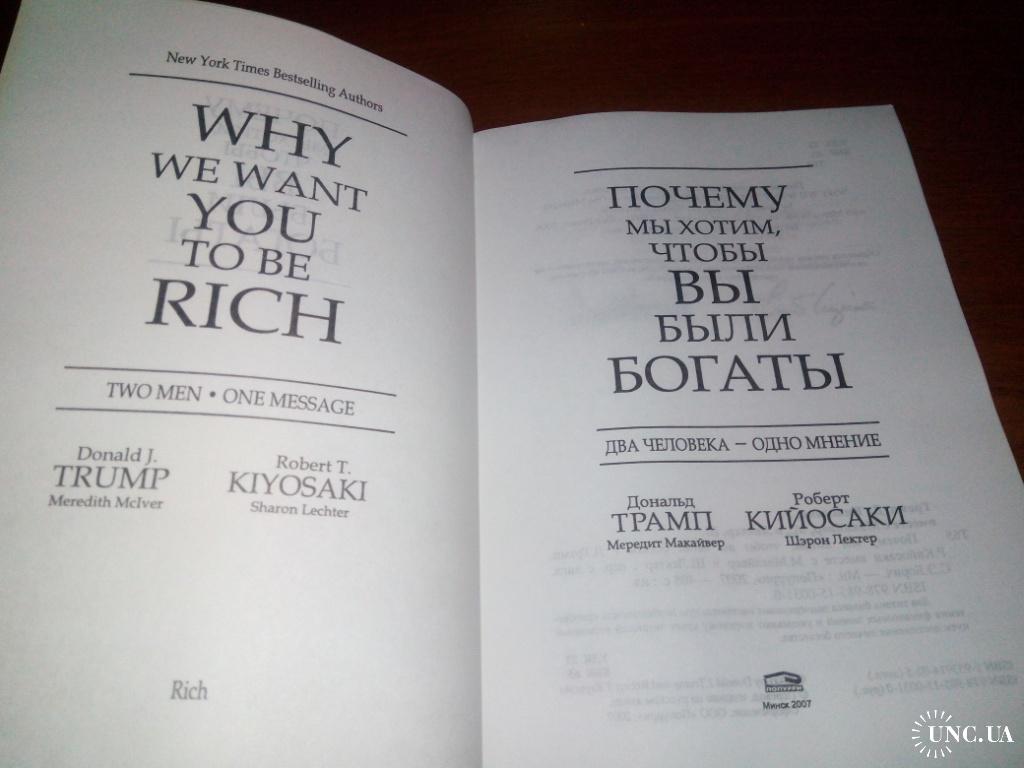 New York Times Bestselling Authors
WHY
WE WANT
YOU
TO BE
RICH
TWO MEN • ONE MESSAGE
Donald J.
TRUMP
Meredith McIver
Robert T.
KIYOSAKI
Sharon Lechter
Rich
ПОЧЕМУ
МЫ ХОТИМ,
ЧТОБЫ
ВЫ
БЫЛИ
БОГАТЫ
ДВА ЧЕЛОВЕКА – ОДНО МНЕНИЕ
Дональд
ТРАМП
Мередит Макайвер
Роберт
КИЙОСАКИ
Шэрон Лектер
ПОПУРРИ
Минск 2007
UNC.UA